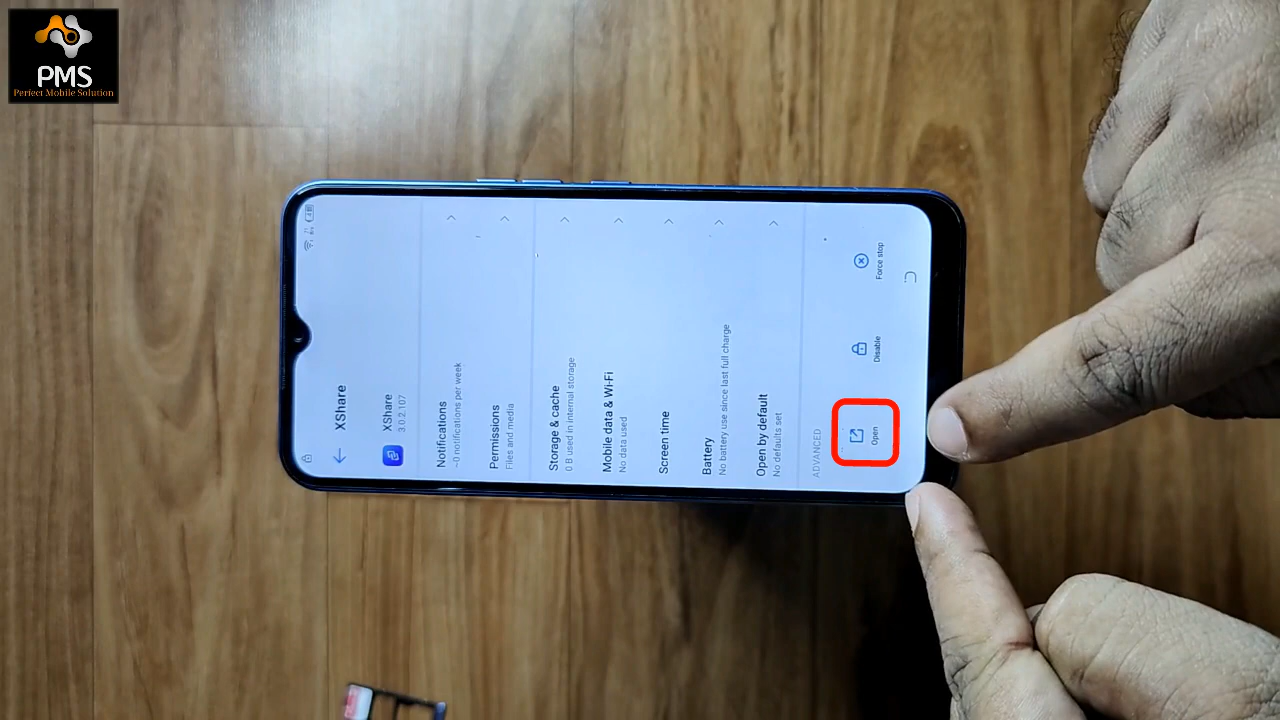 PMS
Perfect Mobile Solution
XShare
XShare
3.0.2.107
Notifications
~0 notifications per week
Permissions
Files and media
Storage & cache
0 B used in internal storage
Mobile data & Wi-Fi
No data used
Screen time
Battery
No battery use since last full charge
Open by default
No defaults set
ADVANCED
Open
Disable
Force stop